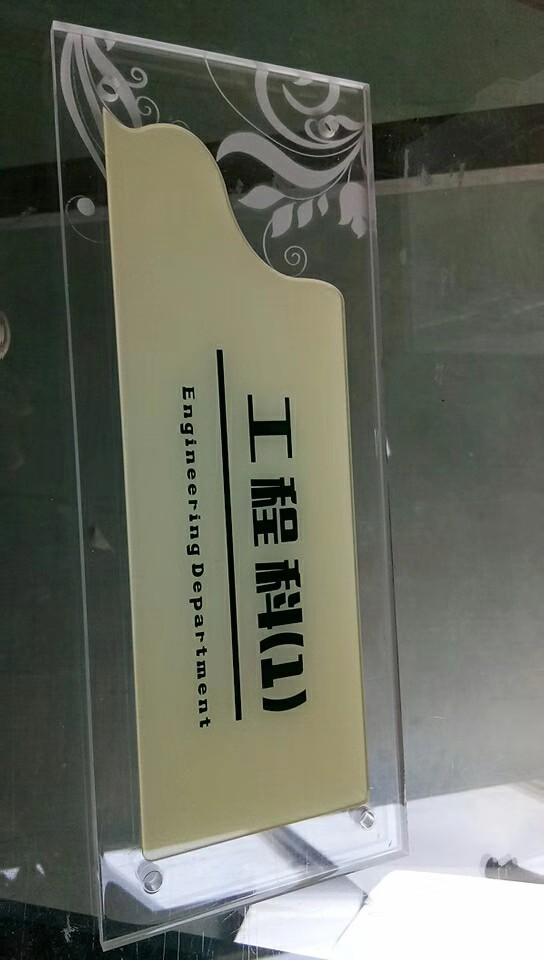 工程科(1)
Engineering Department